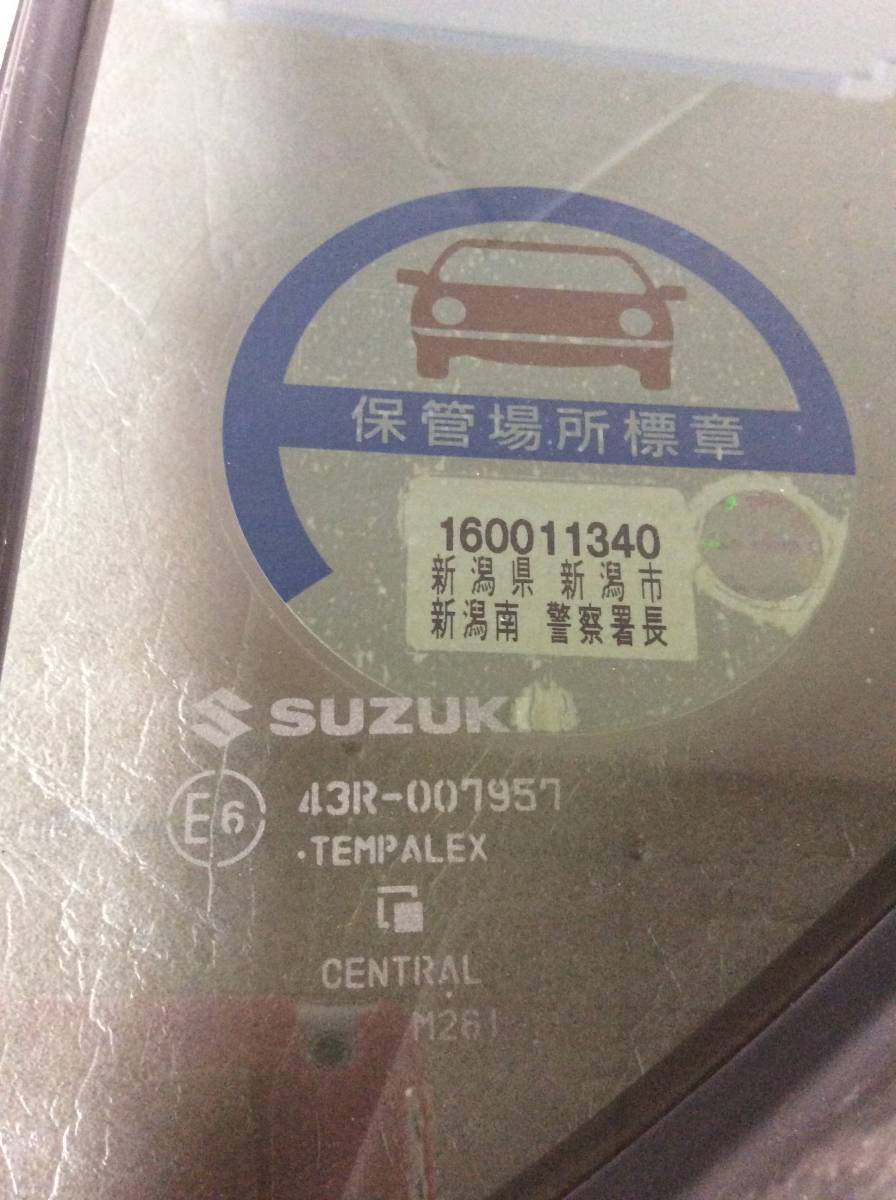 保管場所標章
160011340
新潟県 新潟市
新潟南 警察署長
SUZUKI
E6 43R-007957
.TEMPALEX
CENTRAL
M261